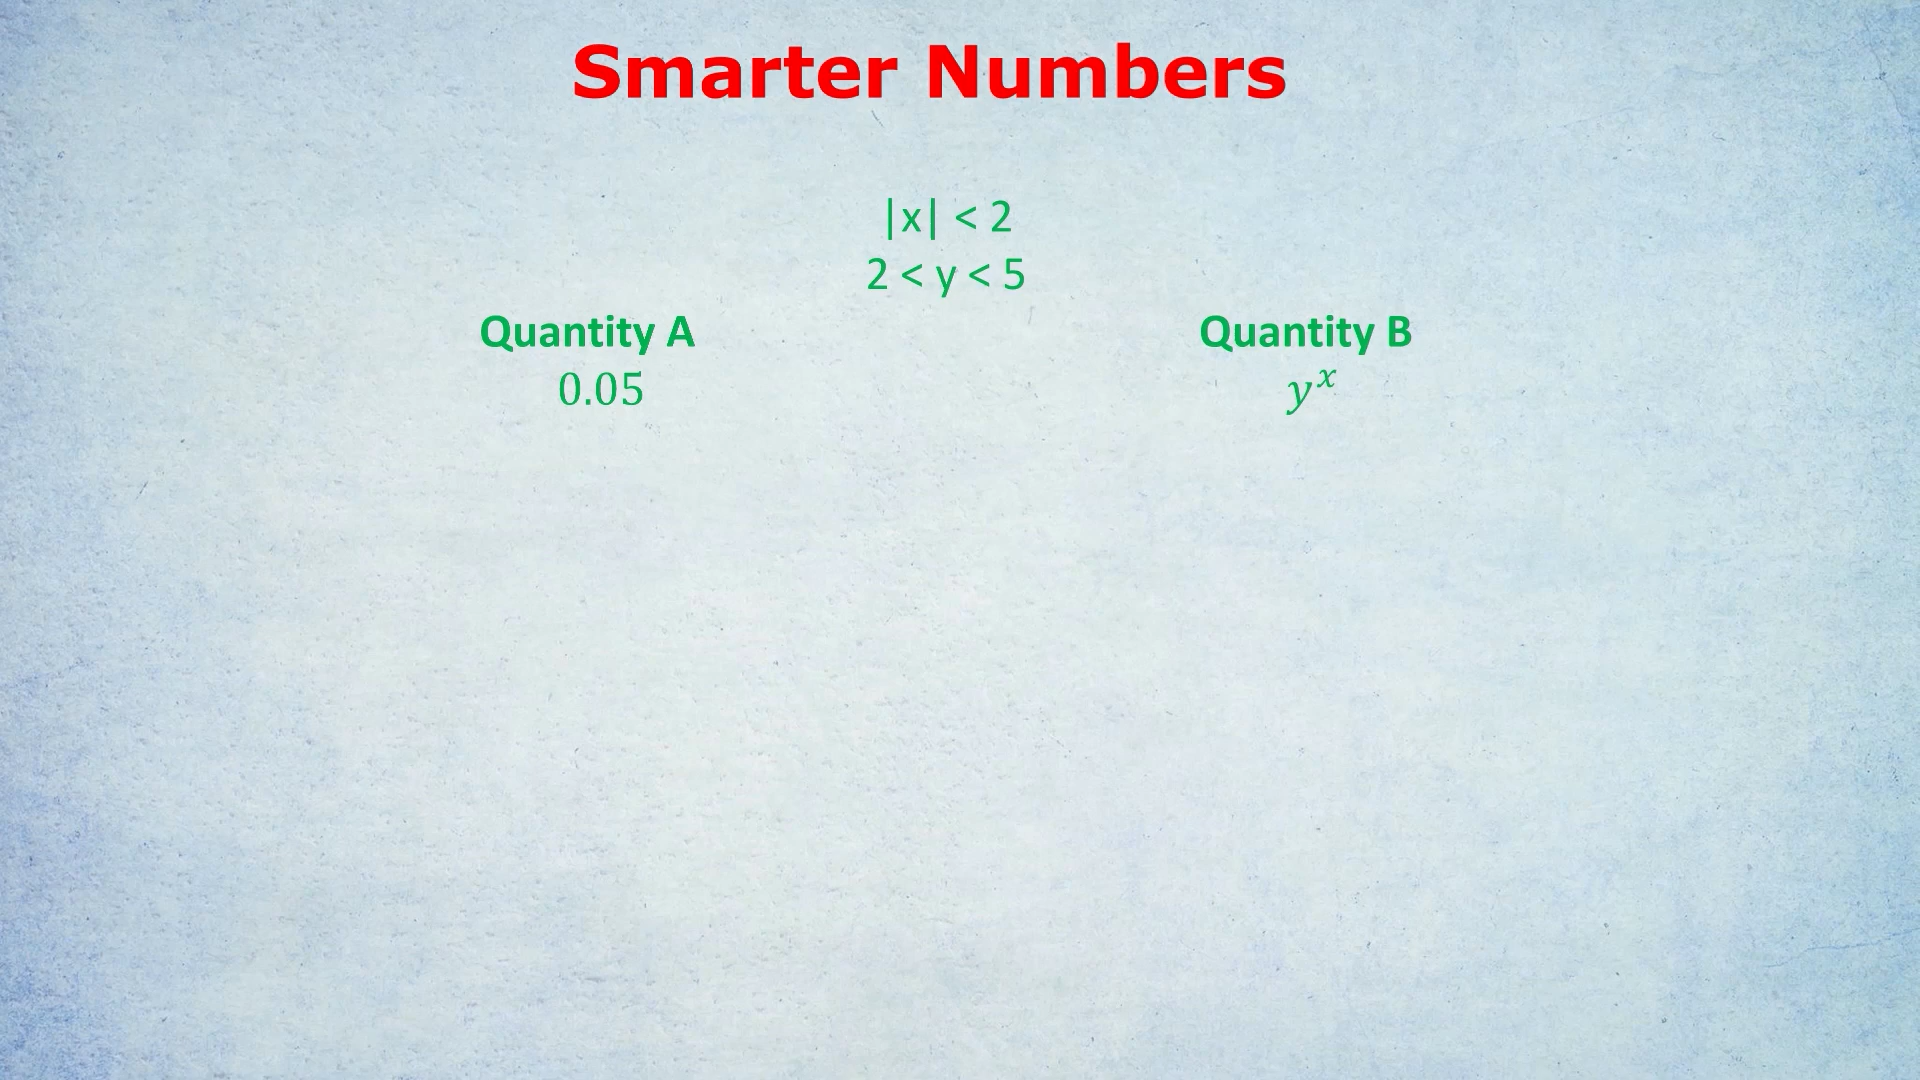 Smarter Numbers
|x| < 2
2 < y < 5
Quantity A Quantity B
0.05 y^x